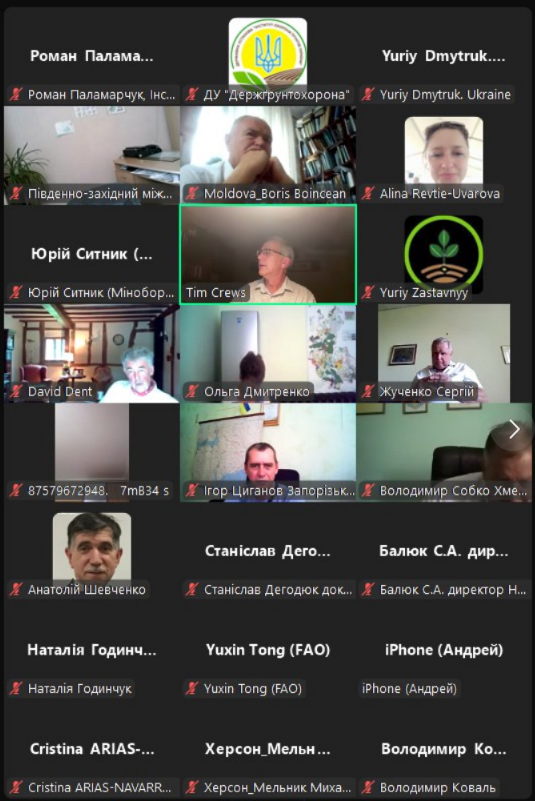 Роман Палама...
Yuriy Dmytruk....
Роман Паламарчук, Інс...
ДУ "Держґрунтохорона"
Yuriy Dmytruk. Ukraine
Південно-західний між...
Moldova_Boris Boincean
Alina Revtie-Uvarova
Юрій Ситник (...
Юрій Ситник (Мінобор...
Tim Crews
Yuriy Zastavnyy
David Dent
Ольга Дмитренко
Жученко Сергій
87579672948. 7mB34 s
Ігор Циганов Запорізьк...
Володимир Собко Хме...
Станіслав Дего...
Балюк С.А. дир...
Анатолій Шевченко
Станіслав Дегодюк док...
Балюк С.А. директор Н...
Наталія Годинч...
Yuxin Tong (FAO)
iPhone (Андрей)
Наталія Годинчук
Yuxin Tong (FAO)
iPhone (Андрей)
Cristina ARIAS-...
Херсон_Мельн...
Володимир Ко...
Cristina ARIAS-NAVARR...
Херсон_Мельник Миха...
Володимир Коваль